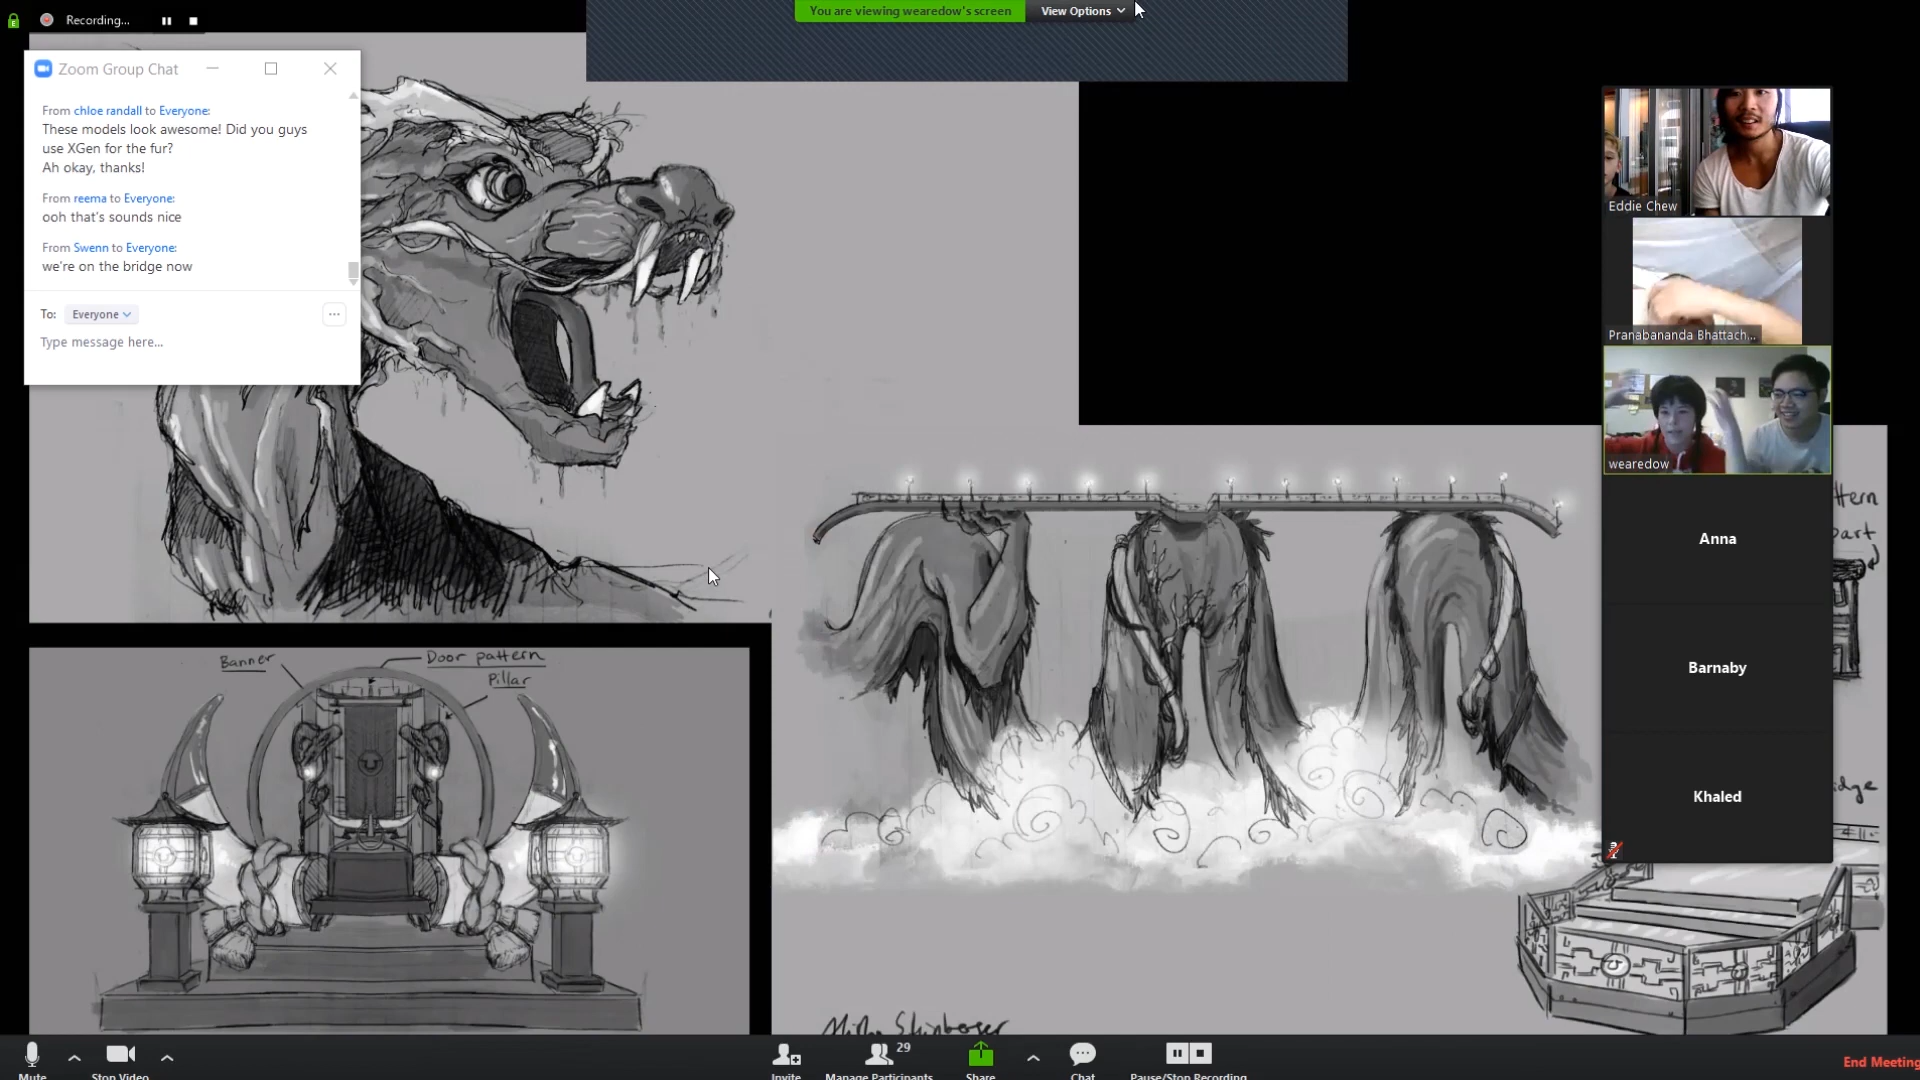 Recording...
You are viewing wearedow's screen
View Options
Zoom Group Chat
From chloe randall to Everyone:
These models look awesome! Did you guys
use XGen for the fur?
Ah okay, thanks!
From reema to Everyone:
ooh that's sounds nice
From Swenn to Everyone:
we're on the bridge now
To: Everyone
Type message here...
Eddie Chew
Pranabananda Bhattach...
wearedow
Anna
Barnaby
Khaled
Banner
Door pattern
Pillar
Mute
Stop Video
Invite
Manage Participants
29
Share
Chat
Pause/Stop Recording
End Meeting